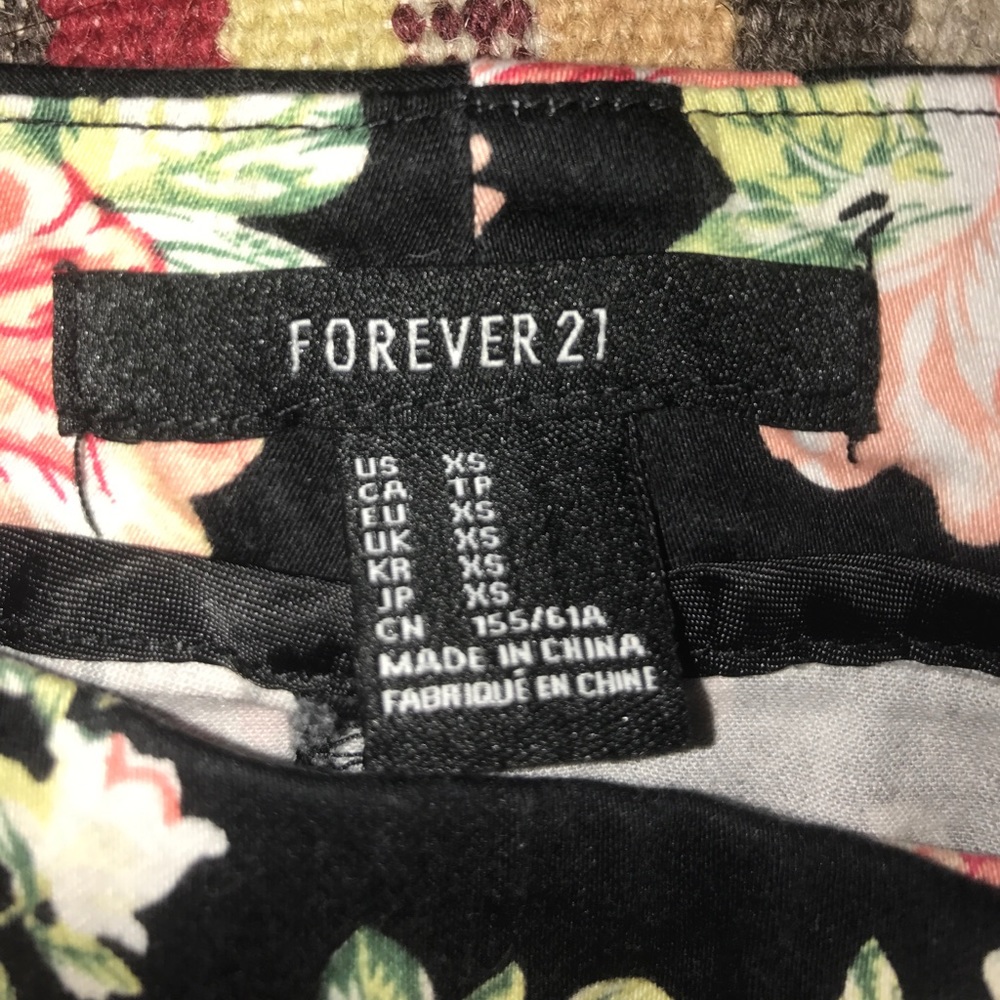 FOREVER 21
US XS
CA TP
EU XS
UK XS
KR XS
JP XS
CN 155/61A
MADE IN CHINA
FABRIQUÉ EN CHINE